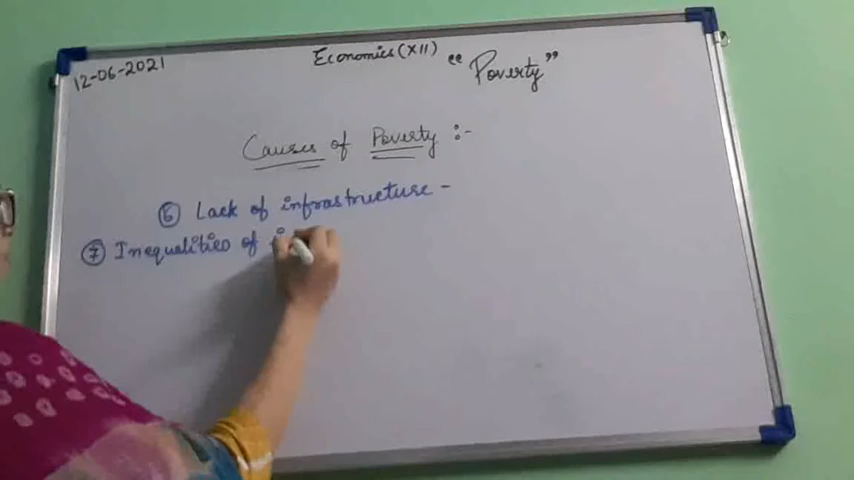 12-06-2021
Economics (XII) "Poverty"
Causes of Poverty :-
⑥ Lack of infrastructure -
⑦ Inequalities of